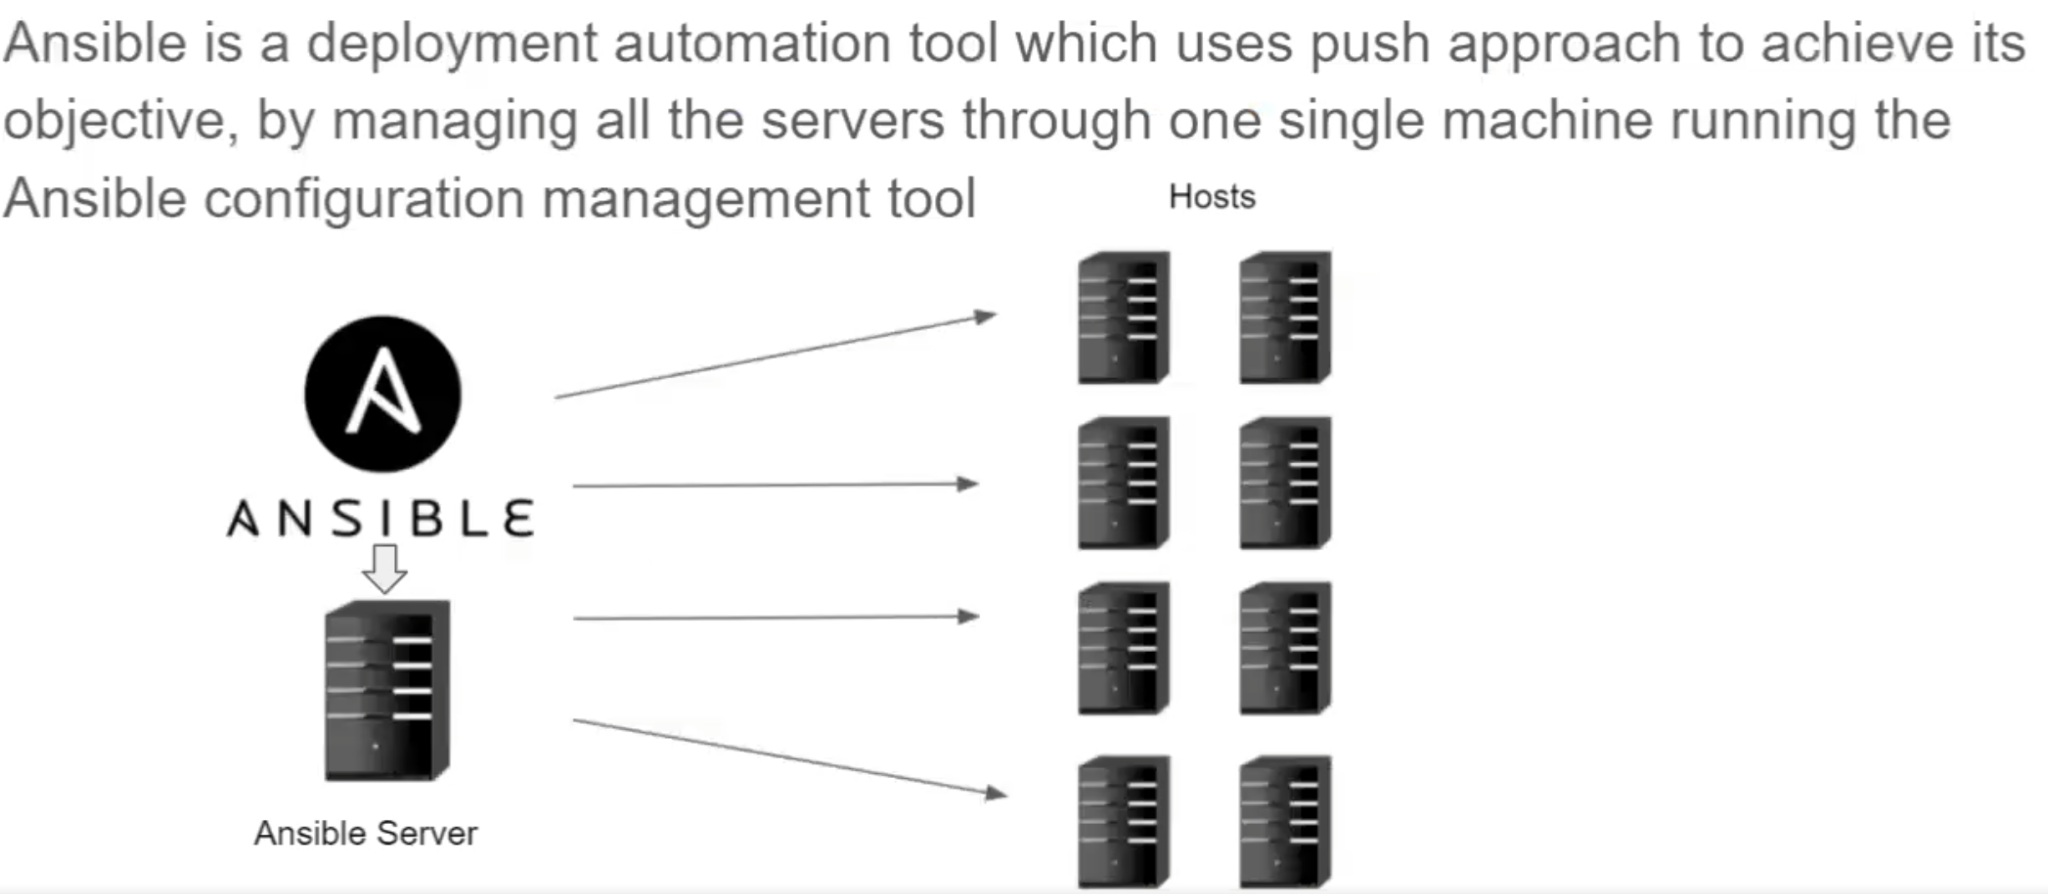 Ansible is a deployment automation tool which uses push approach to achieve its
objective, by managing all the servers through one single machine running the
Ansible configuration management tool
Hosts
ANSIBLE
Ansible Server